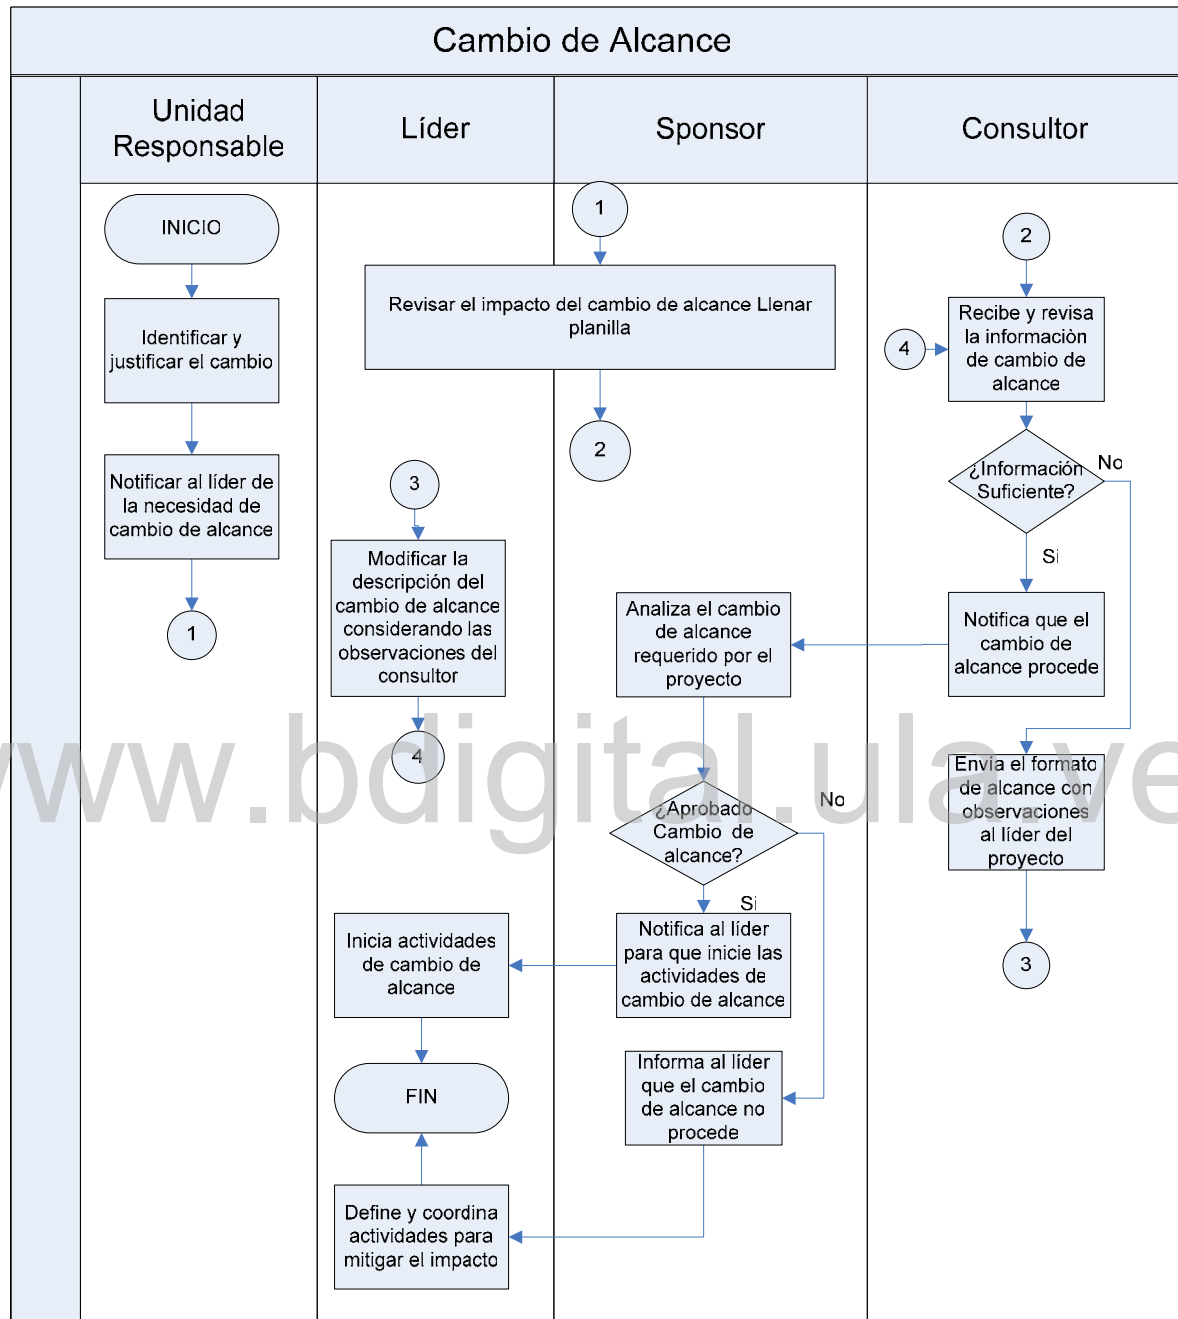 Cambio de Alcance
Unidad
Responsable
Líder
Sponsor
Consultor
INICIO
Identificar y
justificar el cambio
Notificar al líder de
la necesidad de
cambio de alcance
1
1
Revisar el impacto del cambio de alcance Llenar
planilla
2
3
Modificar la
descripción del
cambio de alcance
considerando las
observaciones del
consultor
4
2
4
Recibe y revisa
la informaciòn
de cambio de
alcance
¿Información
Suficiente?
No
Si
Notifica que el
cambio de
alcance procede
Analiza el cambio
de alcance
requerido por el
proyecto
Envía el formato
de alcance con
observaciones
al líder del
proyecto
3
¿Aprobado
Cambio de
alcance?
No
Si
Notifica al líder
para que inicie las
actividades de
cambio de alcance
Inicia actividades
de cambio de
alcance
FIN
Informa al líder
que el cambio
de alcance no
procede
Define y coordina
actividades para
mitigar el impacto
www.bdigital.ula.ve